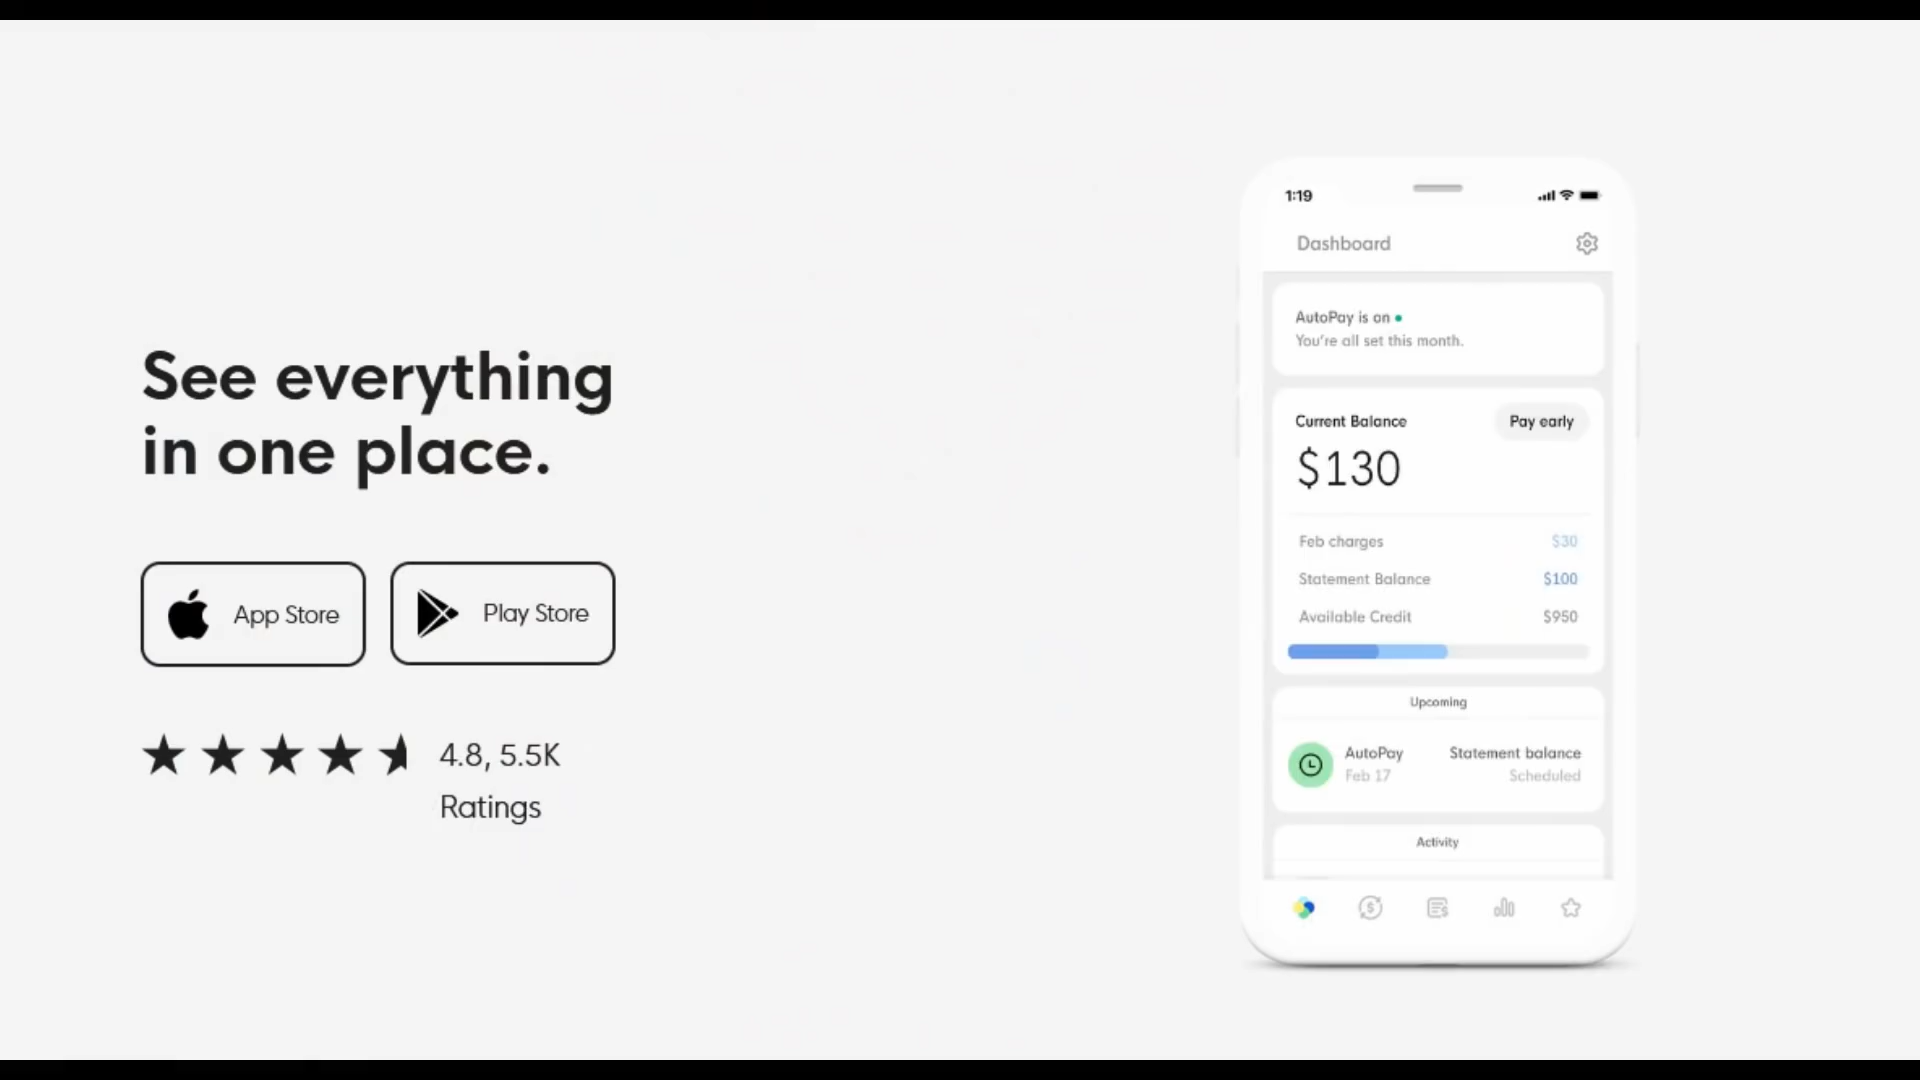 See everything
in one place.
App Store
Play Store
4.8, 5.5K
Ratings
1:19
Dashboard
AutoPay is on
You're all set this month.
Current Balance
Pay early
$130
Feb charges $30
Statement Balance $100
Available Credit $950
Upcoming
AutoPay Statement balance
Feb 17 Scheduled
Activity